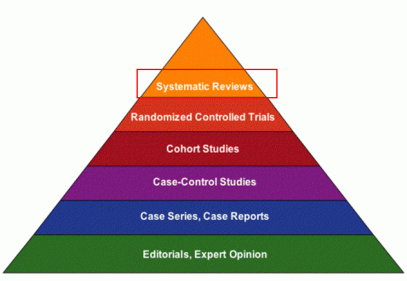 Systematic Reviews
Randomized Controlled Trials
Cohort Studies
Case-Control Studies
Case Series, Case Reports
Editorials, Expert Opinion